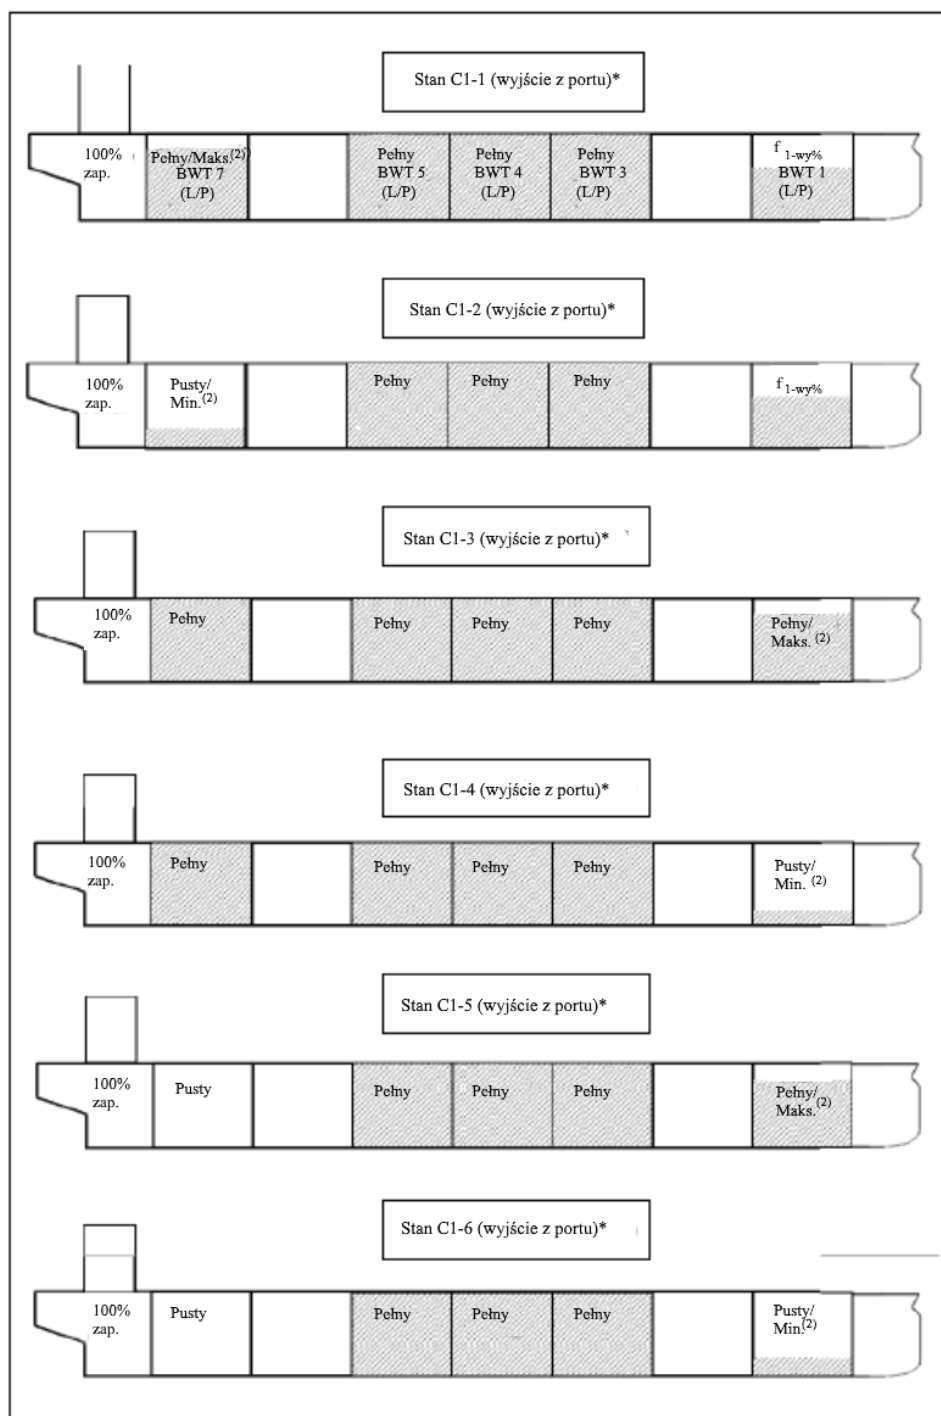 Stan C1-1 (wyjście z portu)*
100%
zap.
Pełny/Maks.(2)
BWT 7
(L/P)
Pełny
BWT 5
(L/P)
Pełny
BWT 4
(L/P)
Pełny
BWT 3
(L/P)
f 1-wy%
BWT 1
(L/P)
Stan C1-2 (wyjście z portu)*
100%
zap.
Pusty/
Min.(2)
Pełny
Pełny
Pełny
f 1-wy%
Stan C1-3 (wyjście z portu)*
100%
zap.
Pełny
Pełny
Pełny
Pełny
Pełny/
Maks. (2)
Stan C1-4 (wyjście z portu)*
100%
zap.
Pełny
Pełny
Pełny
Pełny
Pusty/
Min. (2)
Stan C1-5 (wyjście z portu)*
100%
zap.
Pusty
Pełny
Pełny
Pełny
Pełny/
Maks.(2)
Stan C1-6 (wyjście z portu)*
100%
zap.
Pusty
Pełny
Pełny
Pełny
Pusty/
Min.(2)